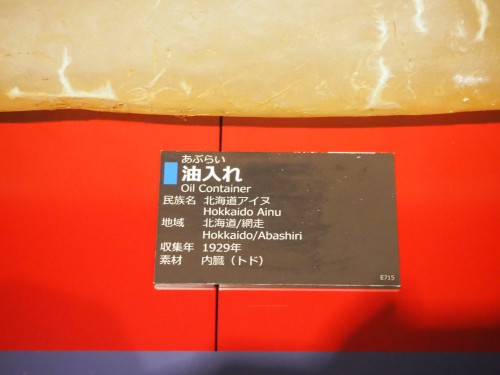 あぶらい
油入れ
Oil Container
民族名 北海道アイヌ
Hokkaido Ainu
地域 北海道/網走
Hokkaido/Abashiri
収集年 1929年
素材 内臓（トド）
E715